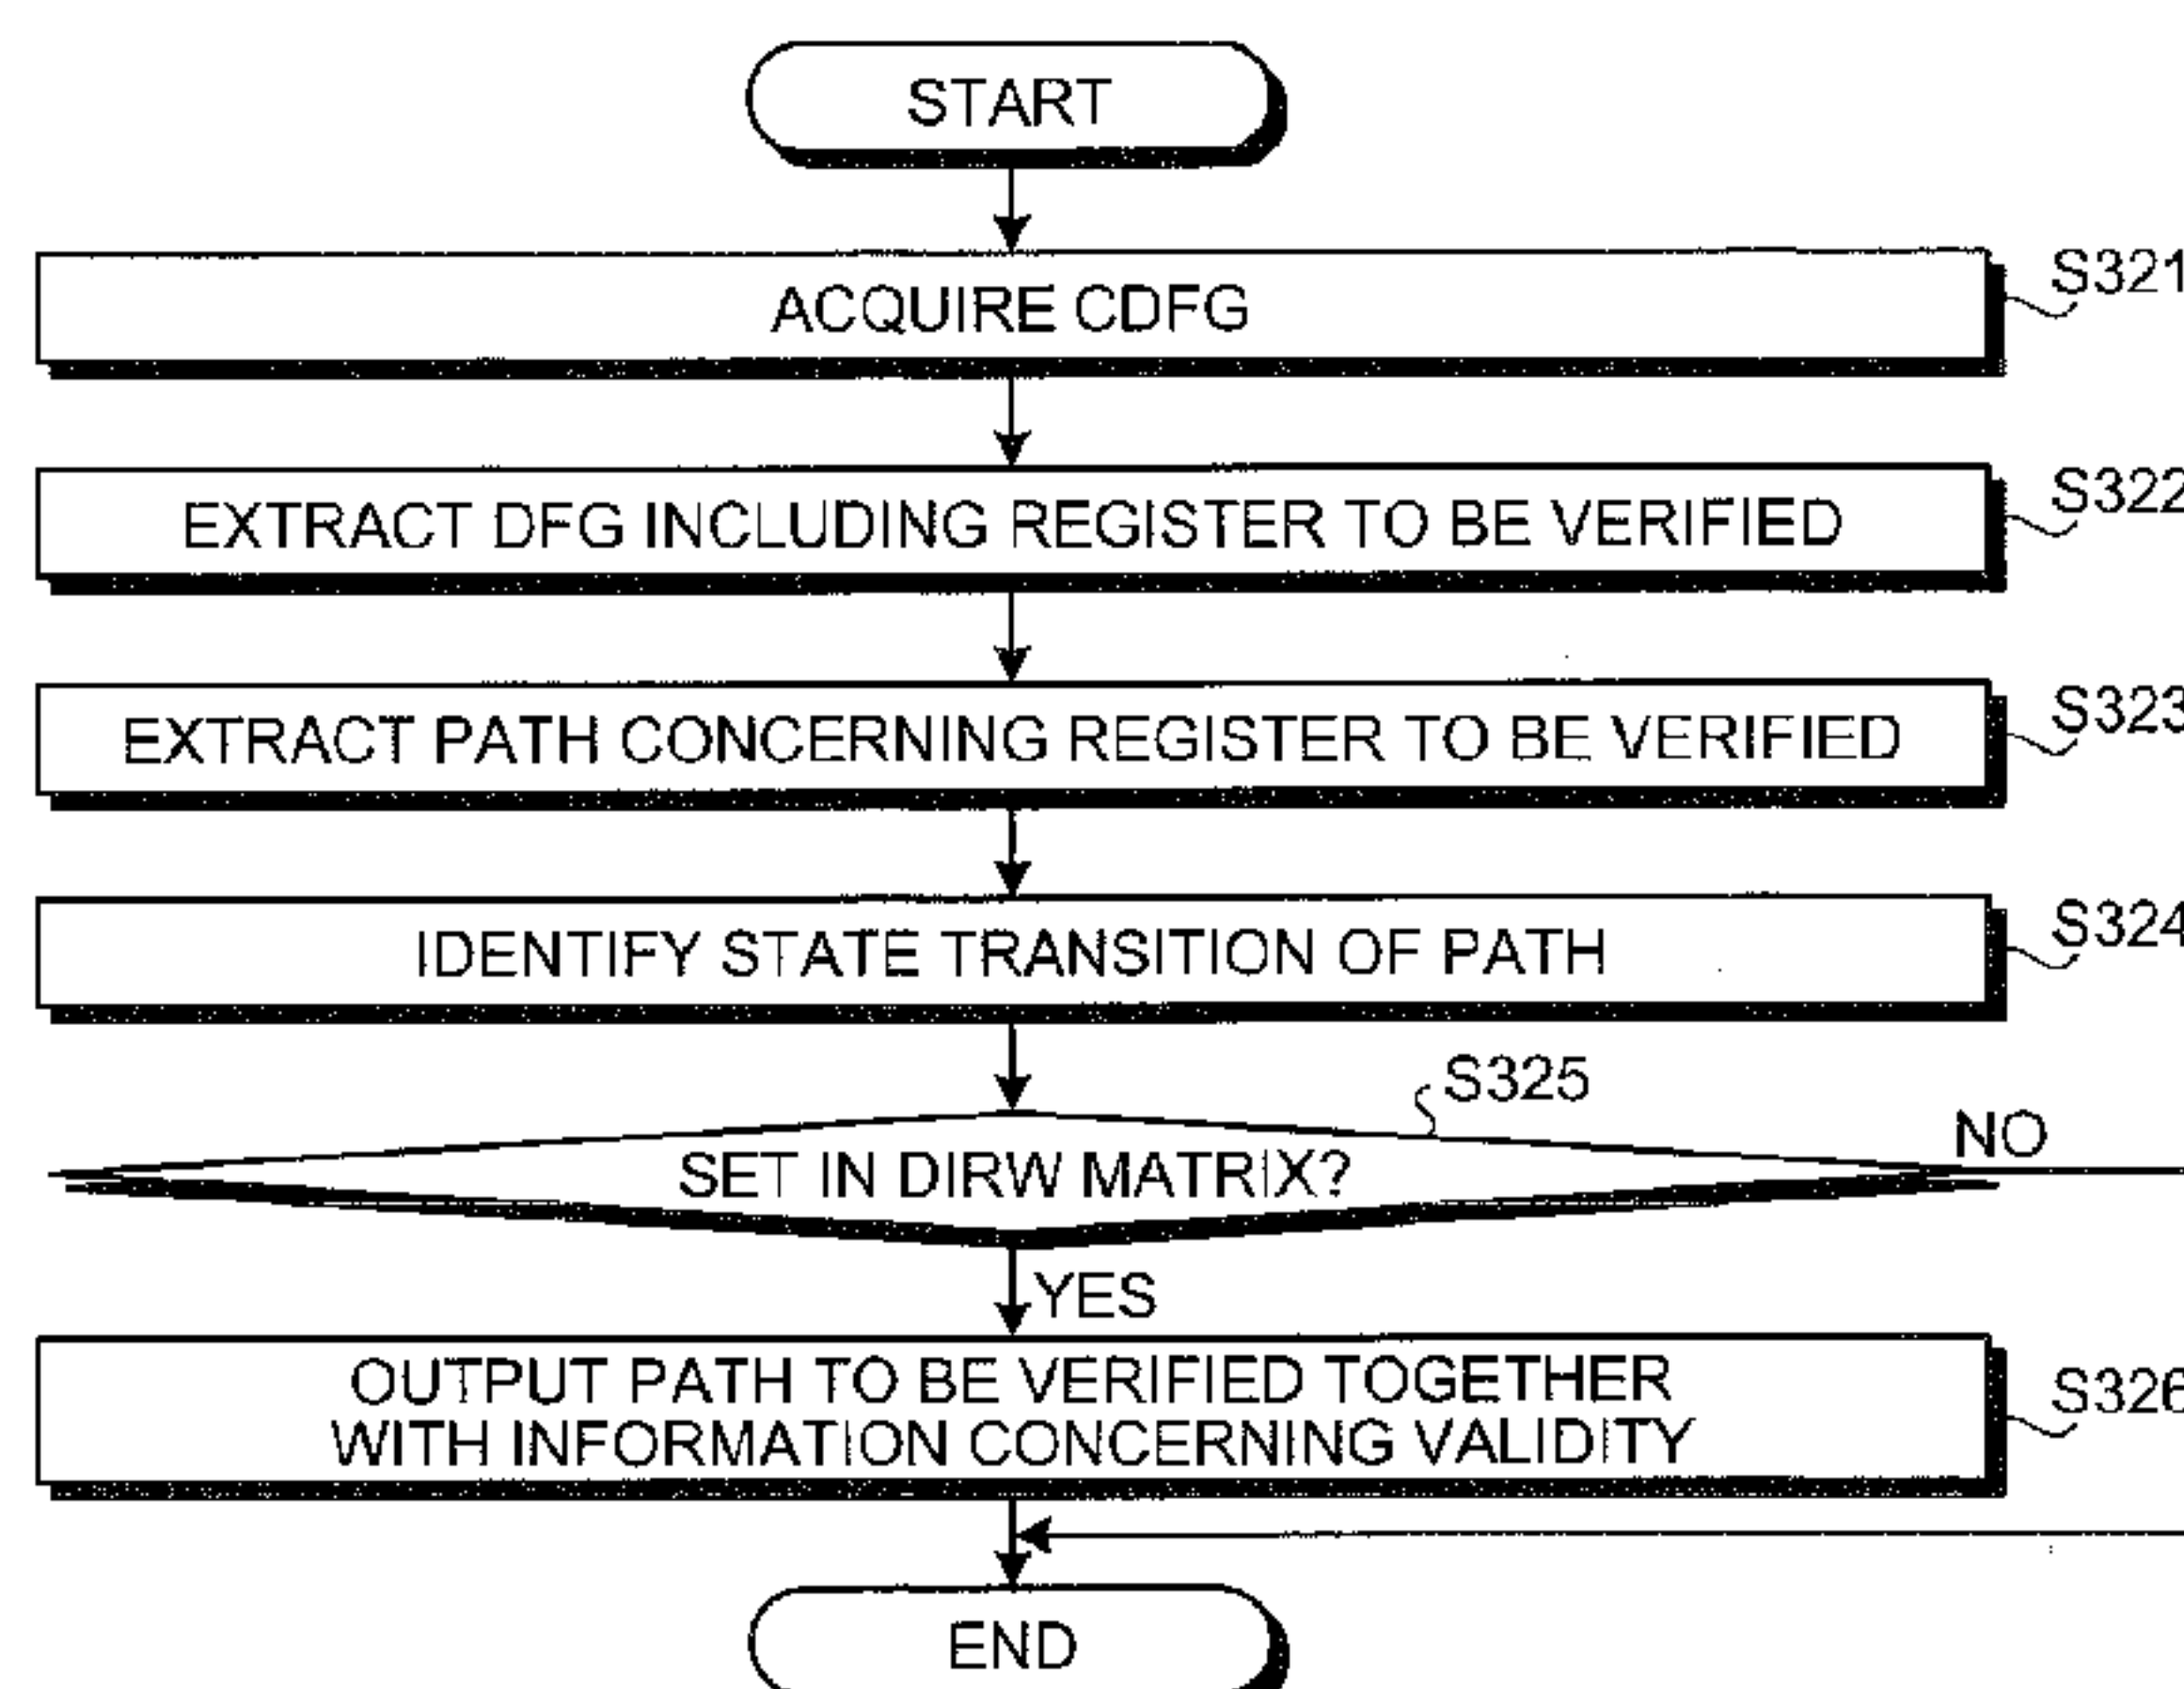 START
ACQUIRE CDFG
S321
EXTRACT DFG INCLUDING REGISTER TO BE VERIFIED
S322
EXTRACT PATH CONCERNING REGISTER TO BE VERIFIED
S323
IDENTIFY STATE TRANSITION OF PATH
S324
S325
SET IN DIRW MATRIX?
NO
YES
OUTPUT PATH TO BE VERIFIED TOGETHER
WITH INFORMATION CONCERNING VALIDITY
S326
END